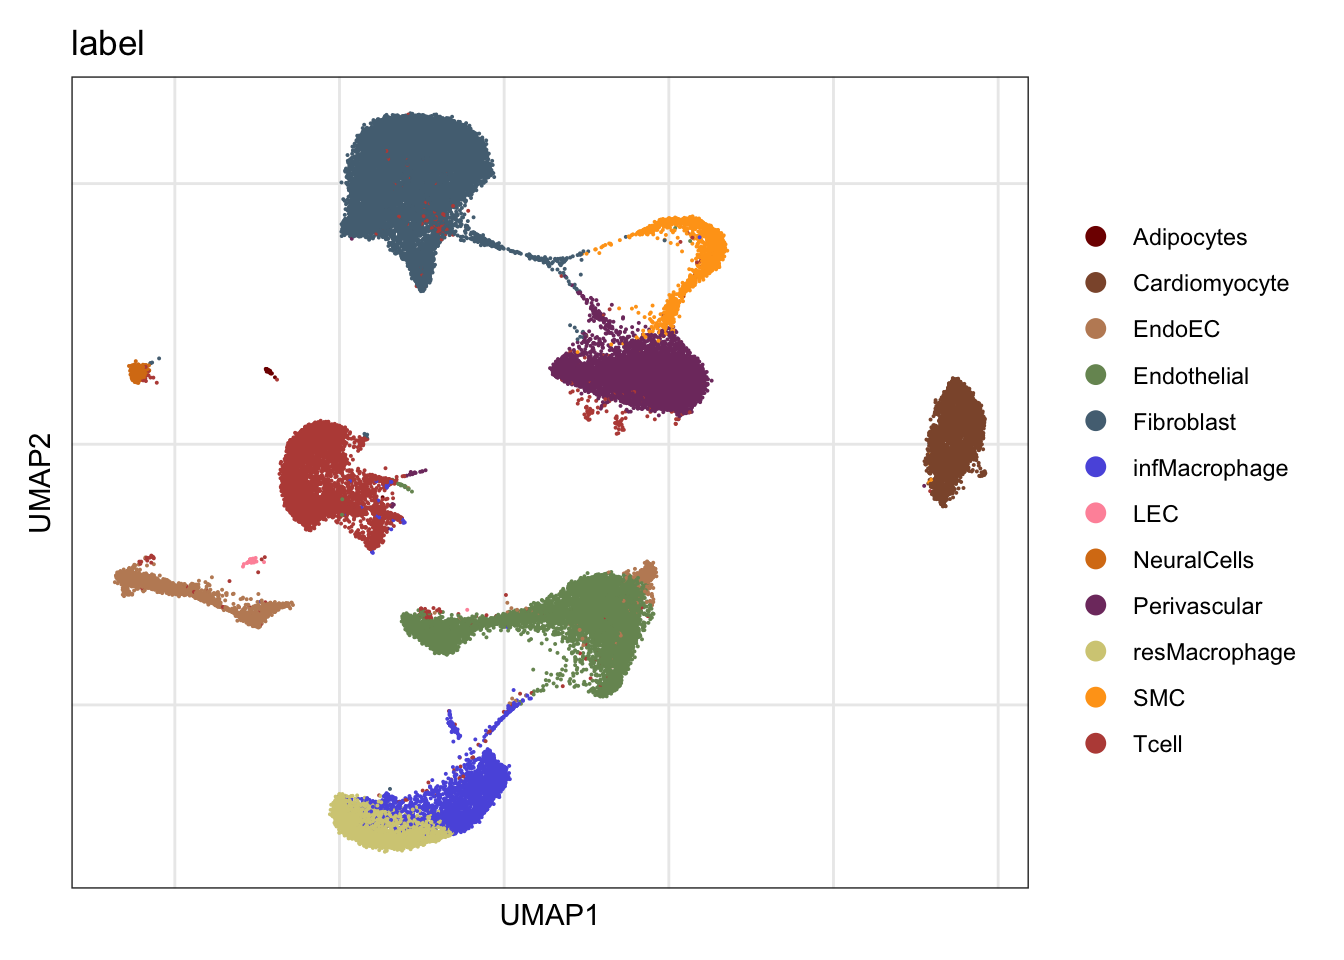 label
UMAP2
UMAP1
Adipocytes
Cardiomyocyte
EndoEC
Endothelial
Fibroblast
infMacrophage
LEC
NeuralCells
Perivascular
resMacrophage
SMC
Tcell